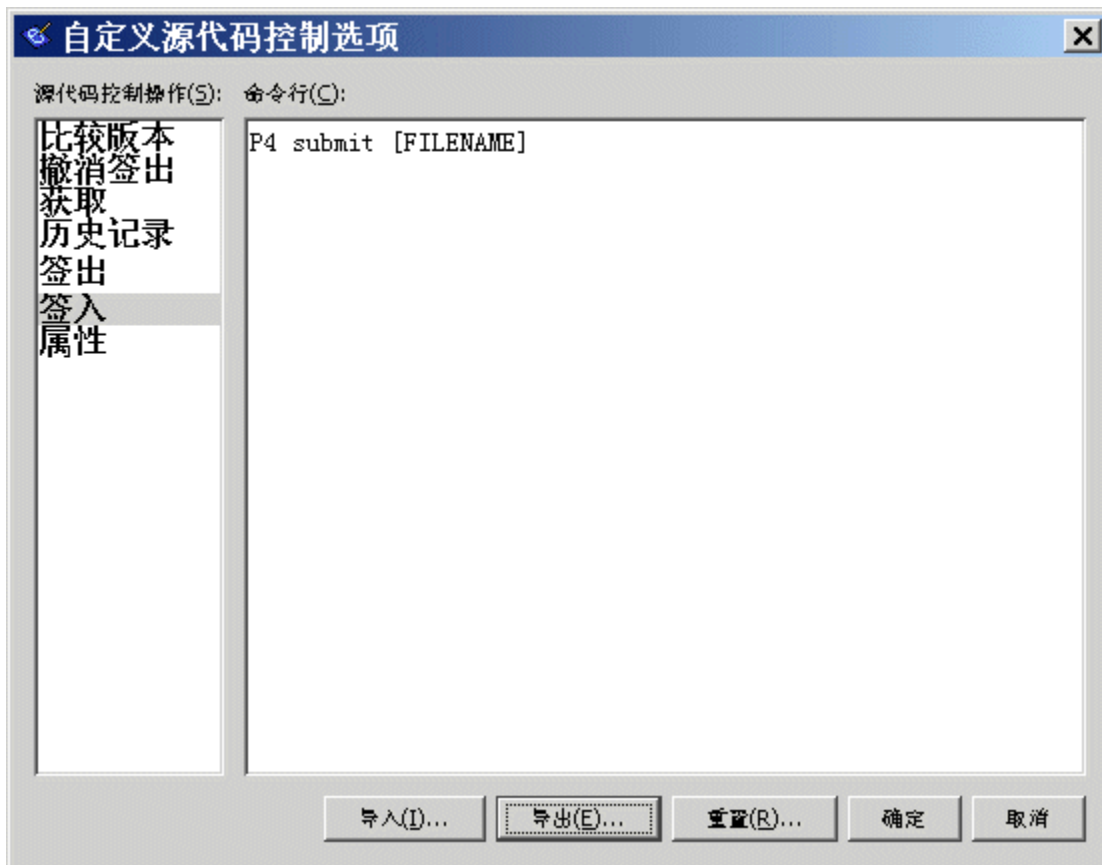 自定义源代码控制选项
源代码控制操作(S): 命令行(C):
比较版本
撤消签出
获取
历史记录
签出
签入
属性
P4 submit [FILENAME]
导入(I)... 导出(E)... 重置(R)... 确定 取消